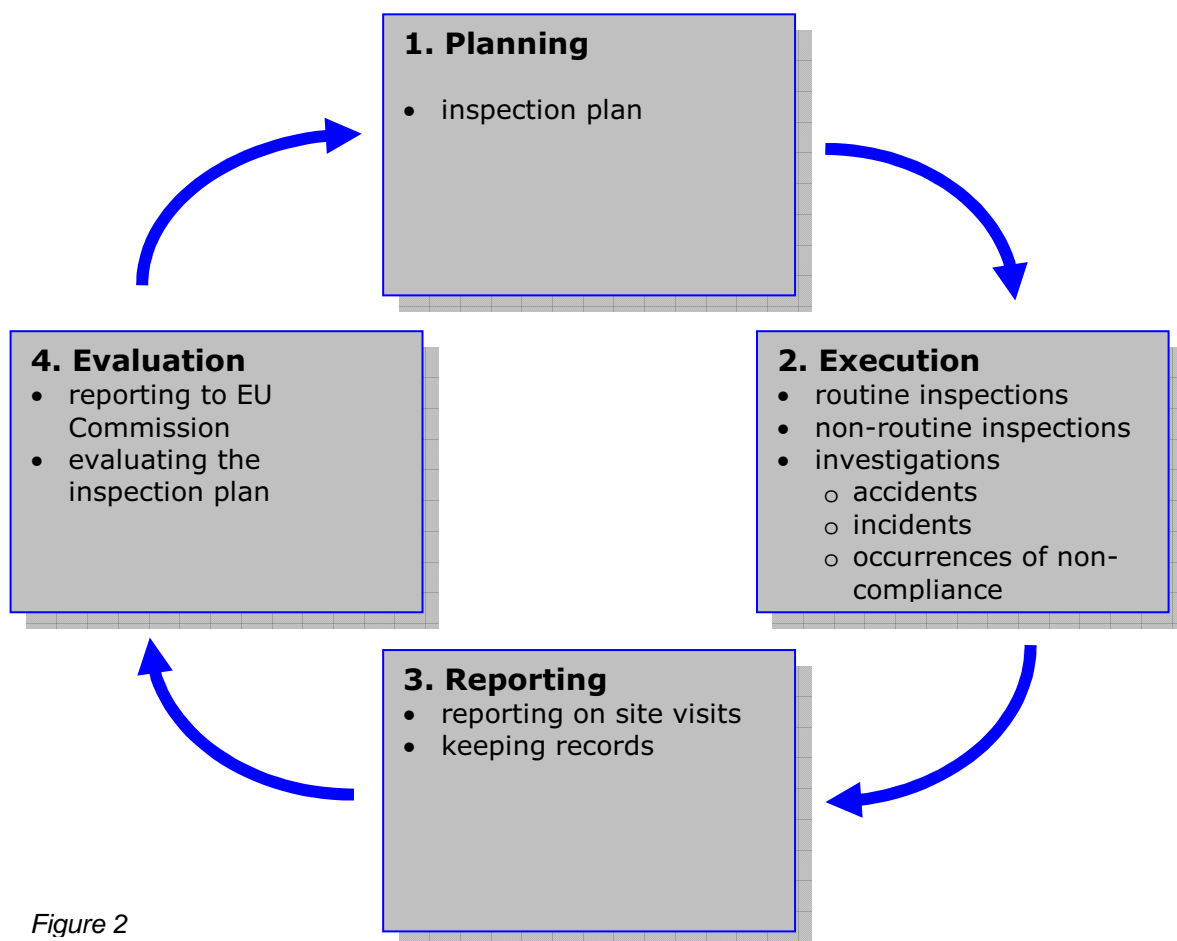 1. Planning
• inspection plan
2. Execution
• routine inspections
• non-routine inspections
• investigations
o accidents
o incidents
o occurrences of non-
compliance
3. Reporting
• reporting on site visits
• keeping records
4. Evaluation
• reporting to EU
Commission
• evaluating the
inspection plan
Figure 2